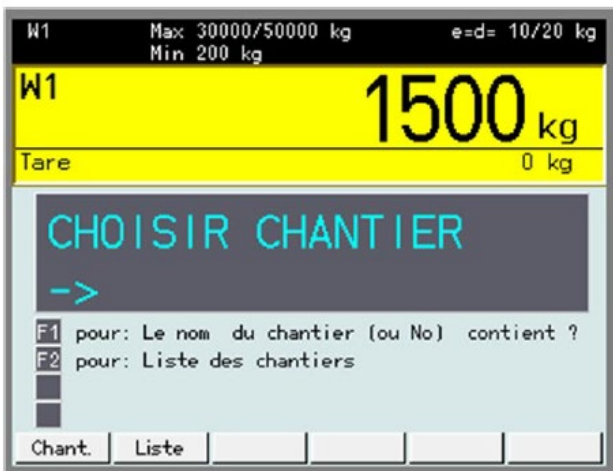 W1 Max 30000/50000 kg e=d= 10/20 kg
Min 200 kg
W1 1500 kg
Tare 0 kg
CHOISIR CHANTIER
->
F1 pour: Le nom du chantier (ou No) contient ?
F2 pour: Liste des chantiers
Chant. Liste